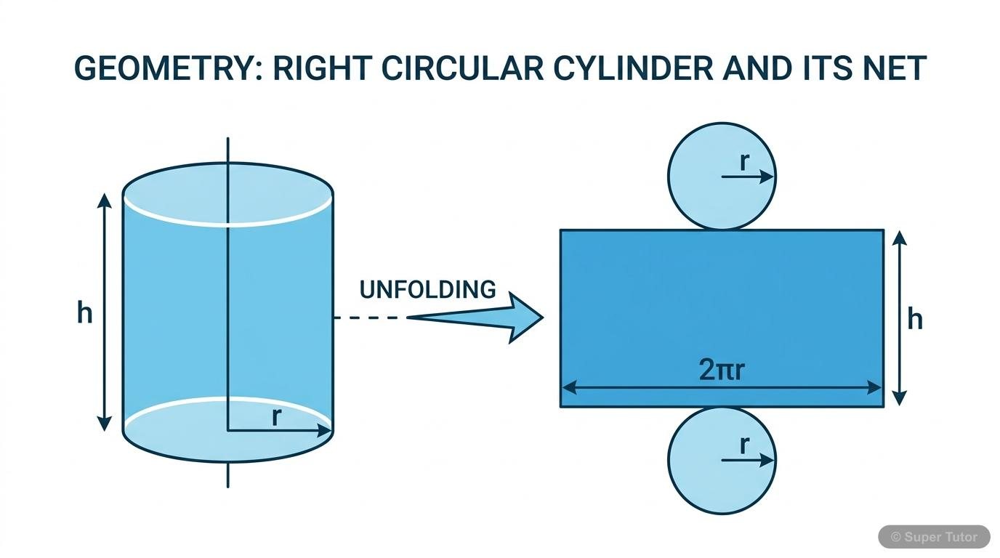 GEOMETRY: RIGHT CIRCULAR CYLINDER AND ITS NET
h
r
UNFOLDING
r
2πr
h
r
© Super Tutor